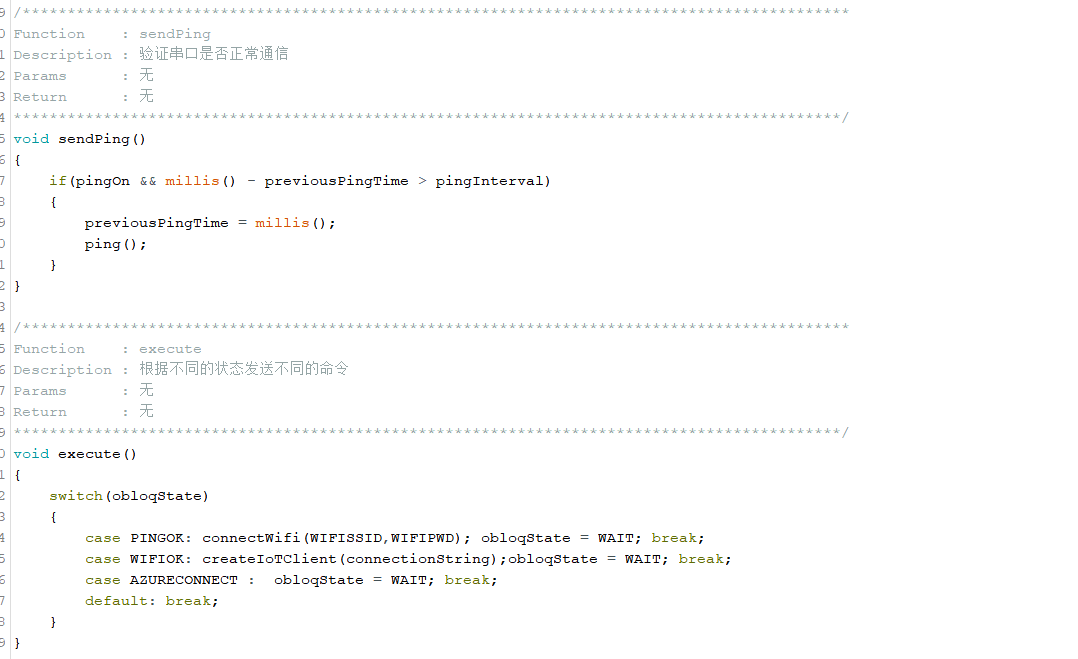 9 /********************************************************************************************
0 Function    : sendPing
1 Description : 验证串口是否正常通信
2 Params      : 无
3 Return      : 无
4 ********************************************************************************************/
5 void sendPing()
6 {
7     if(pingOn && millis() - previousPingTime > pingInterval)
8     {
9         previousPingTime = millis();
0         ping();
1     }
2 }
3
4 /********************************************************************************************
5 Function    : execute
6 Description : 根据不同的状态发送不同的命令
7 Params      : 无
8 Return      : 无
9 ********************************************************************************************/
0 void execute()
1 {
2     switch(obloqState)
3     {
4         case PINGOK: connectWifi(WIFISSID,WIFIPWD); obloqState = WAIT; break;
5         case WIFIOK: createIoTClient(connectionString);obloqState = WAIT; break;
6         case AZURECONNECT :  obloqState = WAIT; break;
7         default: break;
8     }
9 }